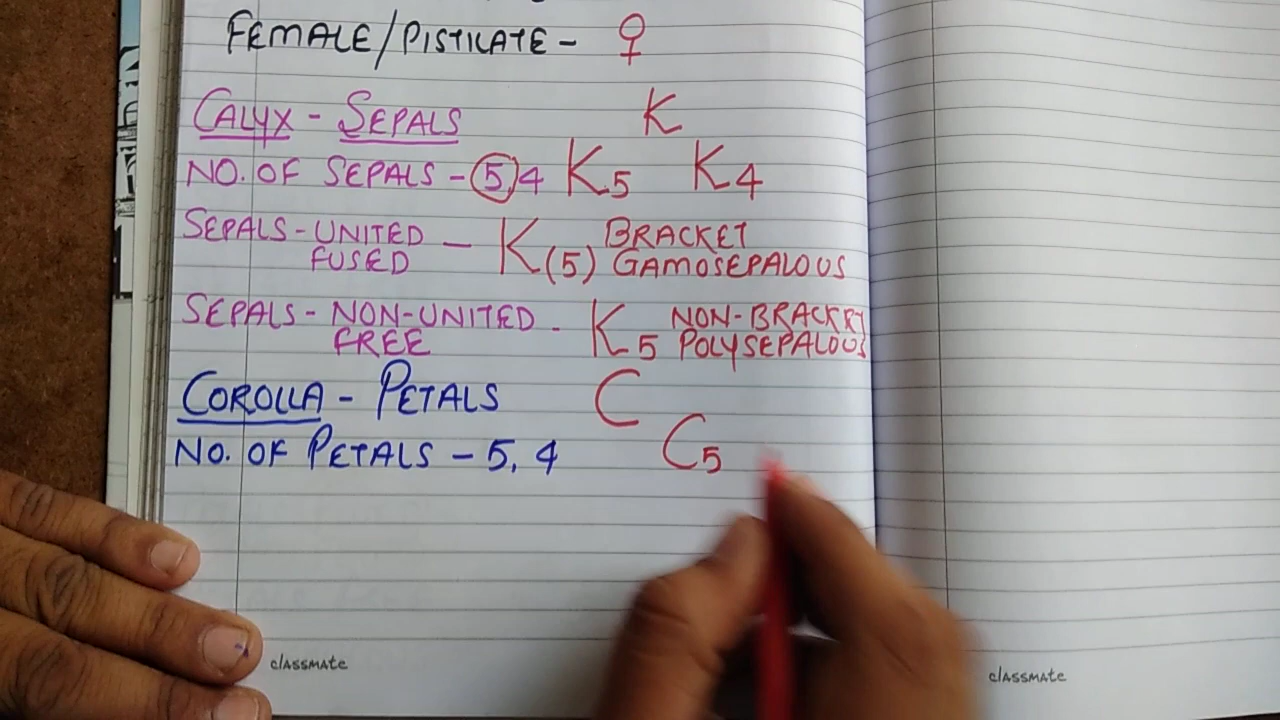 FEMALE/PISTILATE - ♀
CALYX - SEPALS K
NO. OF SEPALS - 5 4 K5 K4
SEPALS - UNITED FUSED - K(5) BRACKET GAMOSEPALOUS
SEPALS - NON-UNITED FREE - K5 NON-BRACKET POLYSEPALOUS
COROLLA - PETALS C
NO. OF PETALS - 5, 4 C5
classmate
classmate